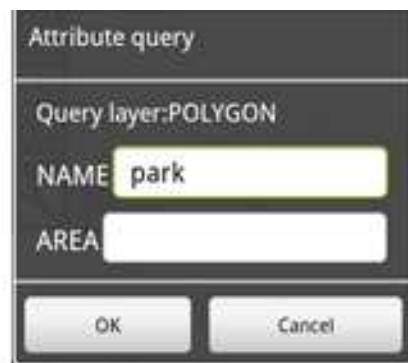 Attribute query
Query layer:POLYGON
NAME park
AREA
OK Cancel